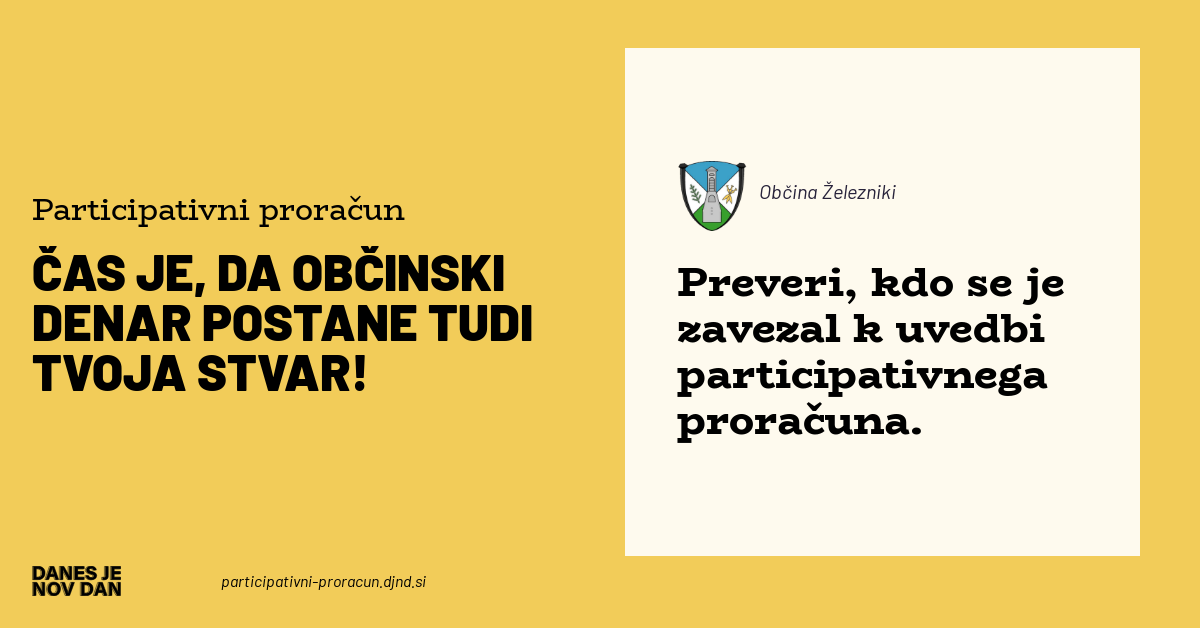 Participativni proračun
ČAS JE, DA OBČINSKI
DENAR POSTANE TUDI
TVOJA STVAR!
DANES JE
NOV DAN
participativni-proracun.djnd.si
Občina Železniki
Preveri, kdo se je
zavezal k uvedbi
participativnega
proračuna.